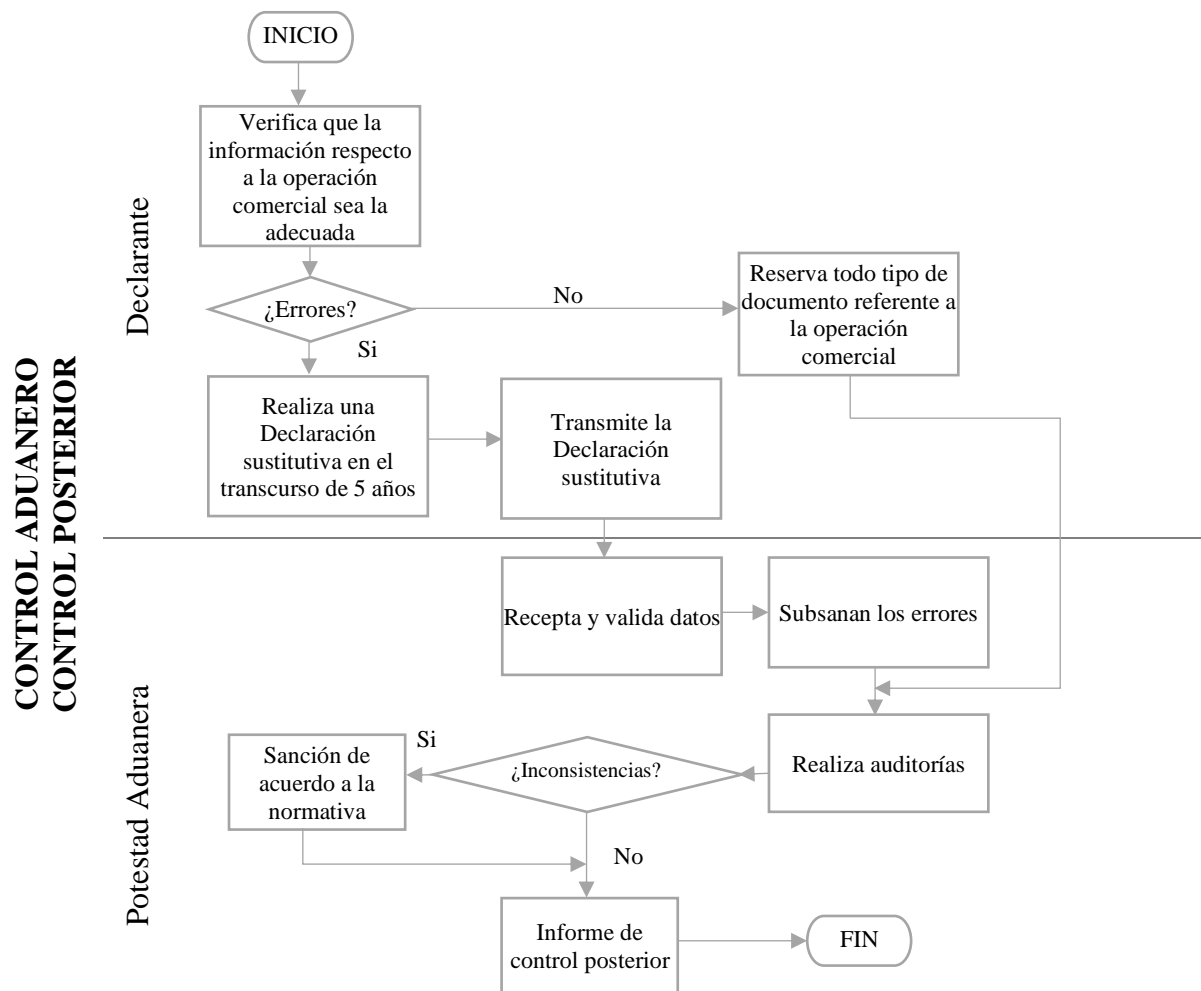 INICIO
Verifica que la
información respecto
a la operación
comercial sea la
adecuada
Declarante
¿Errores?
No
Reserva todo tipo de
documento referente a
la operación
comercial
Si
Realiza una
Declaración
sustitutiva en el
transcurso de 5 años
Transmite la
Declaración
sustitutiva
CONTROL ADUANERO
CONTROL POSTERIOR
Recepta y valida datos
Subsanan los errores
Potestad Aduanera
Realiza auditorías
¿Inconsistencias?
Si
Sanción de
acuerdo a la
normativa
No
Informe de
control posterior
FIN